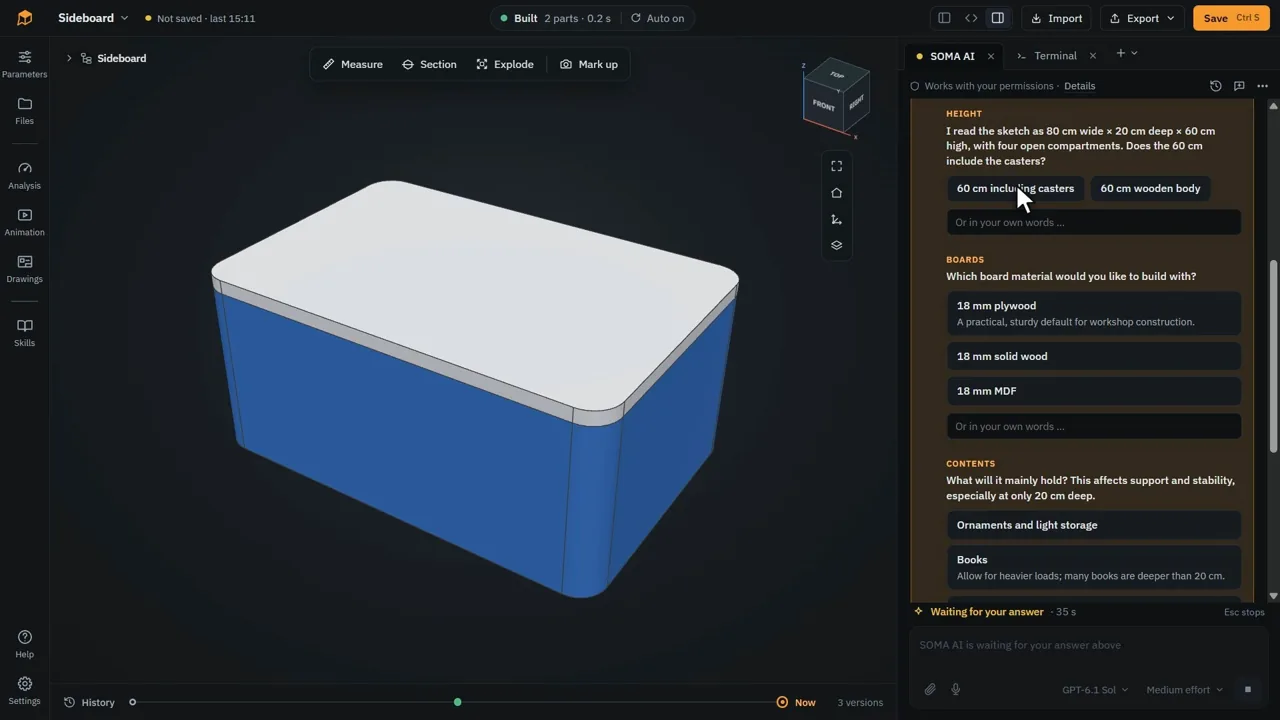 Sideboard
Not saved · last 15:11
Built 2 parts · 0.2 s
Auto on
Import
Export
Save Ctrl S
Parameters
Files
Analysis
Animation
Drawings
Skills
Help
Settings
Sideboard
Measure
Section
Explode
Mark up
Z
TOP
FRONT
RIGHT
X
SOMA AI
Terminal
Works with your permissions · Details
HEIGHT
I read the sketch as 80 cm wide × 20 cm deep × 60 cm
high, with four open compartments. Does the 60 cm
include the casters?
60 cm including casters
60 cm wooden body
Or in your own words ...
BOARDS
Which board material would you like to build with?
18 mm plywood
A practical, sturdy default for workshop construction.
18 mm solid wood
18 mm MDF
Or in your own words ...
CONTENTS
What will it mainly hold? This affects support and stability,
especially at only 20 cm deep.
Ornaments and light storage
Books
Allow for heavier loads; many books are deeper than 20 cm.
Waiting for your answer · 35 s
Esc stops
SOMA AI is waiting for your answer above
GPT-6.1 Sol
Medium effort
History
Now
3 versions